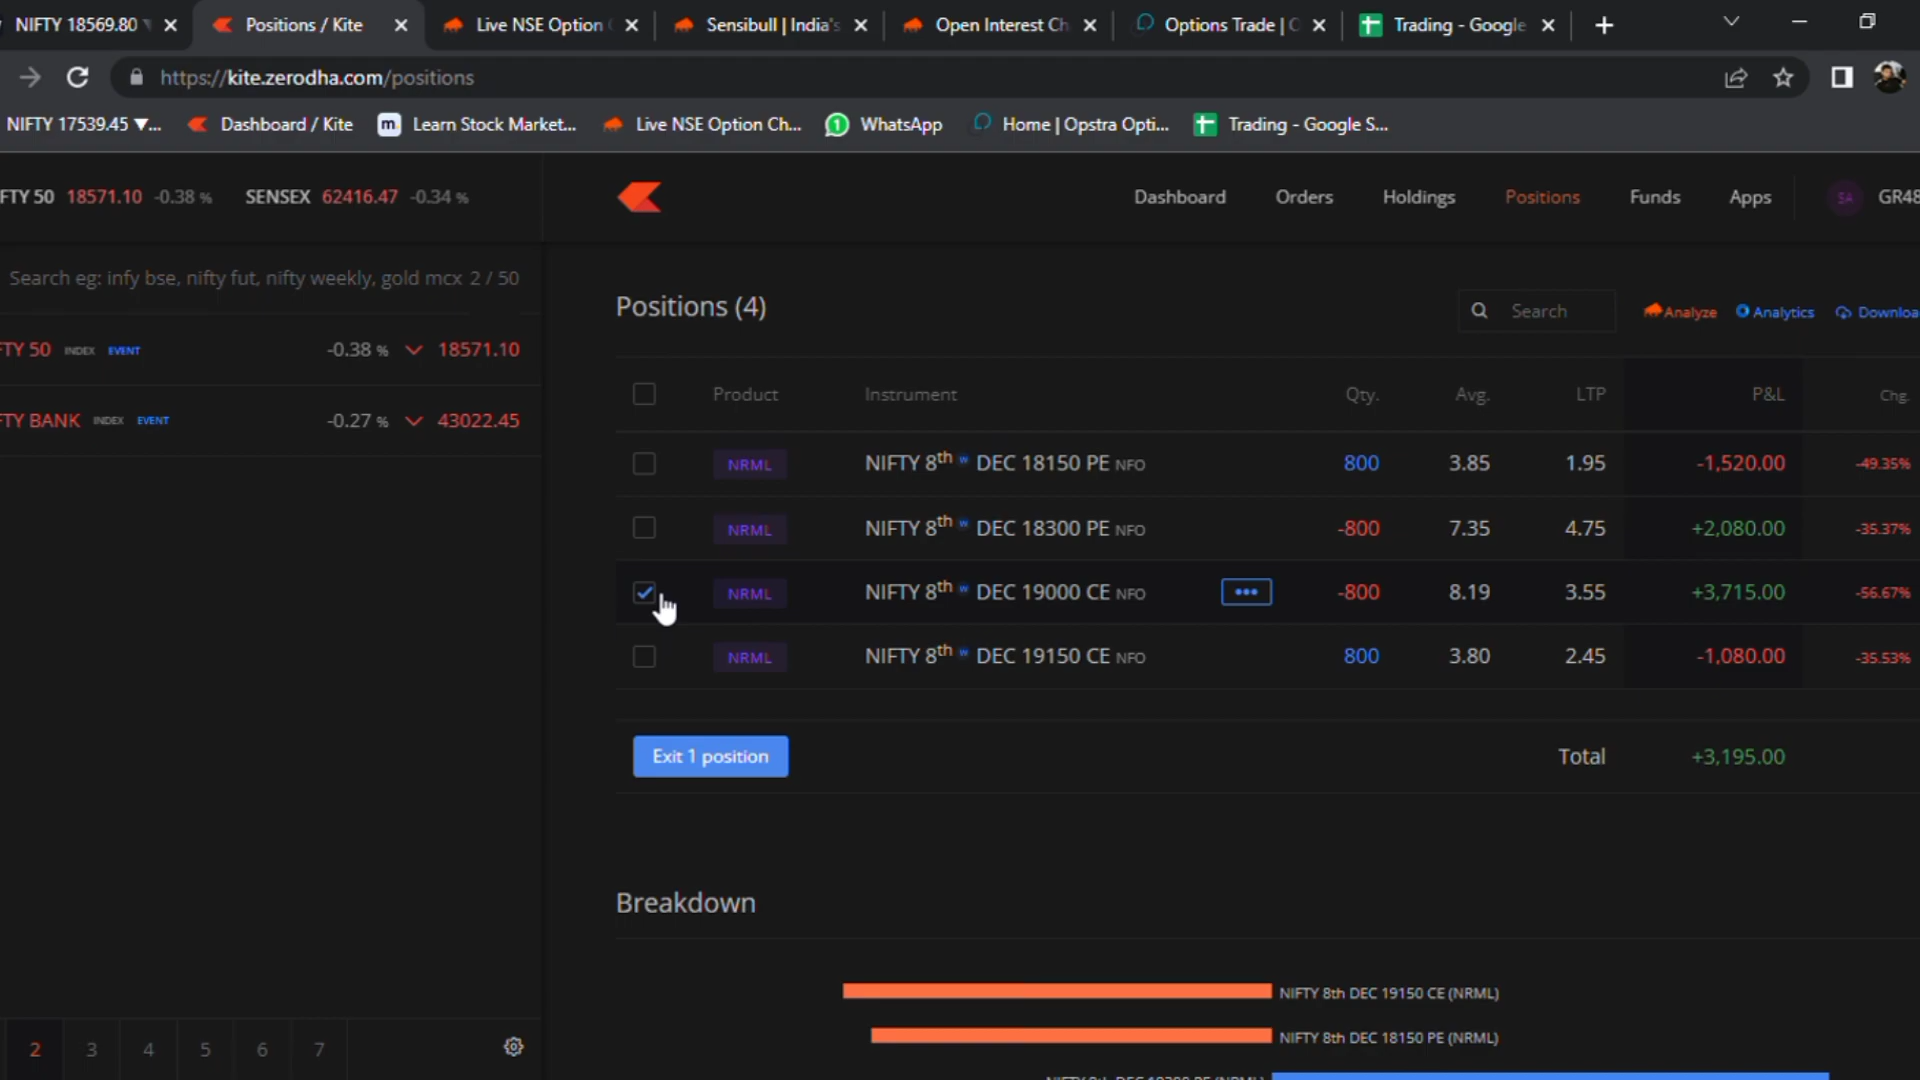 NIFTY 18569.80
Positions / Kite
Live NSE Option
Sensibull | India's
Open Interest Ch
Options Trade | O
Trading - Google
https://kite.zerodha.com/positions
NIFTY 17539.45 ▼...
Dashboard / Kite
m
Learn Stock Market...
Live NSE Option Ch...
1
WhatsApp
Home | Opstra Opti...
Trading - Google S...
FTY 50 18571.10 -0.38 %
SENSEX 62416.47 -0.34 %
Dashboard
Orders
Holdings
Positions
Funds
Apps
SA
GR48
Search eg: infy bse, nifty fut, nifty weekly, gold mcx 2 / 50
TY 50 INDEX EVENT -0.38 % 18571.10
TY BANK INDEX EVENT -0.27 % 43022.45
Positions (4)
Search
Analyze
Analytics
Downloa
Product Instrument Qty. Avg. LTP P&L Chg.
NRML NIFTY 8th w DEC 18150 PE NFO 800 3.85 1.95 -1,520.00 -49.35%
NRML NIFTY 8th w DEC 18300 PE NFO -800 7.35 4.75 +2,080.00 -35.37%
NRML NIFTY 8th w DEC 19000 CE NFO ••• -800 8.19 3.55 +3,715.00 -56.67%
NRML NIFTY 8th w DEC 19150 CE NFO 800 3.80 2.45 -1,080.00 -35.53%
Exit 1 position
Total +3,195.00
Breakdown
NIFTY 8th DEC 19150 CE (NRML)
NIFTY 8th DEC 18150 PE (NRML)
2 3 4 5 6 7